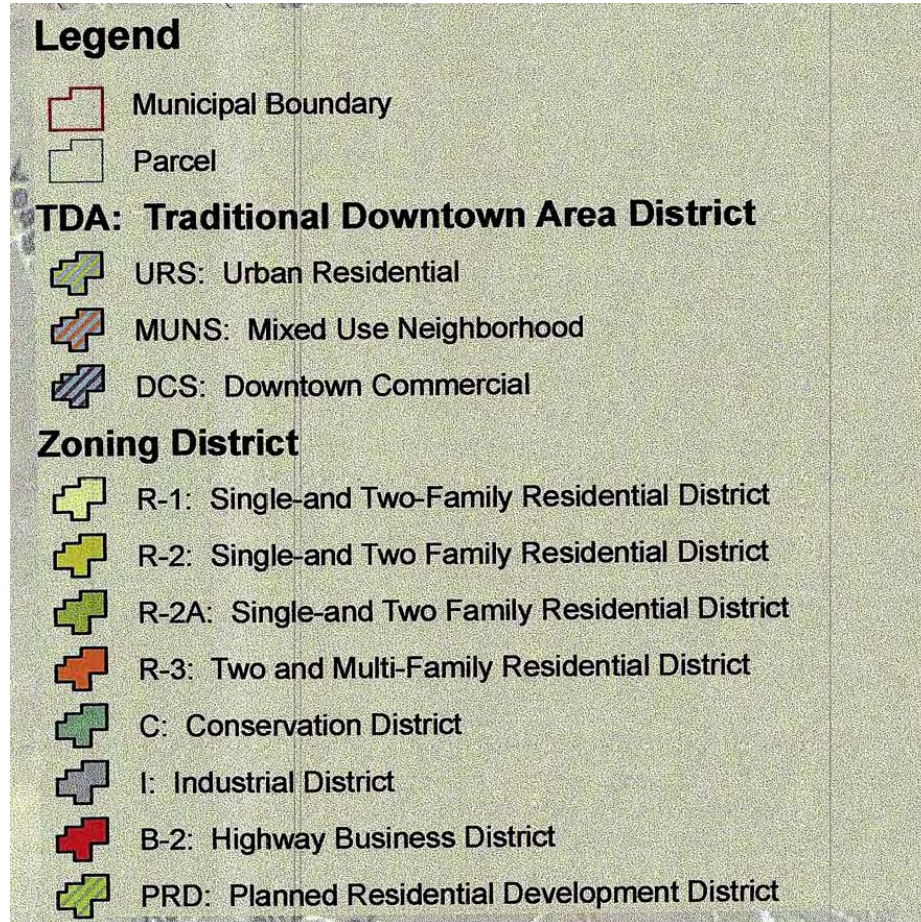 Legend
Municipal Boundary
Parcel
TDA: Traditional Downtown Area District
URS: Urban Residential
MUNS: Mixed Use Neighborhood
DCS: Downtown Commercial
Zoning District
R-1: Single-and Two-Family Residential District
R-2: Single-and Two Family Residential District
R-2A: Single-and Two Family Residential District
R-3: Two and Multi-Family Residential District
C: Conservation District
I: Industrial District
B-2: Highway Business District
PRD: Planned Residential Development District